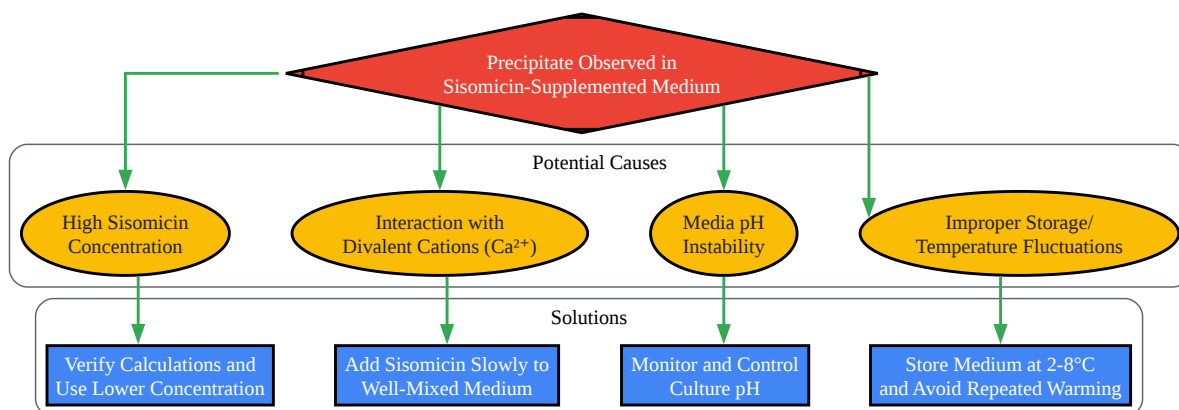 Precipitate Observed in
Sisomicin-Supplemented Medium
Potential Causes
High Sisomicin
Concentration
Interaction with
Divalent Cations (Ca²⁺)
Media pH
Instability
Improper Storage/
Temperature Fluctuations
Solutions
Verify Calculations and
Use Lower Concentration
Add Sisomicin Slowly to
Well-Mixed Medium
Monitor and Control
Culture pH
Store Medium at 2-8°C
and Avoid Repeated Warming